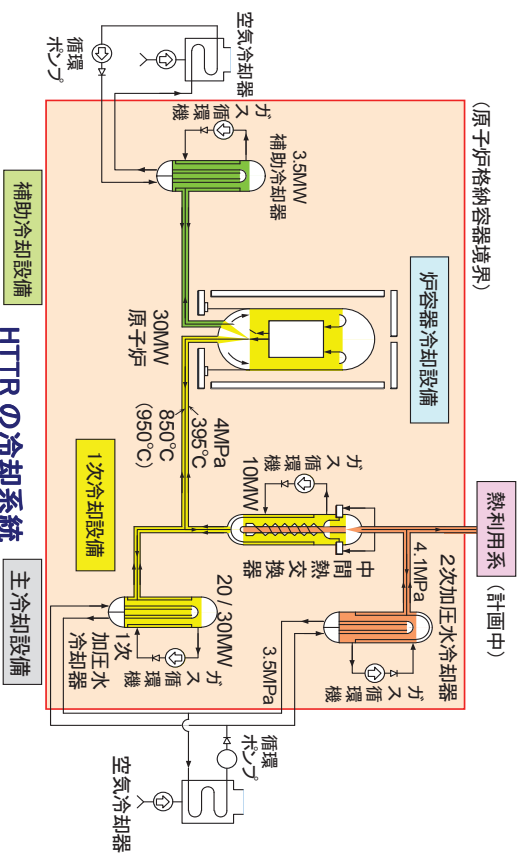 HTTRの冷却系統
(原子炉格納容器境界)
熱利用系
(計画中)
炉容器冷却設備
空気冷却器
循環
ポンプ
ガス循環機
3.5MW
補助冷却器
補助冷却設備
30MW
原子炉
4MPa
395℃
850℃
(950℃)
1次冷却設備
ガス循環機
10MW
中間熱交換器
4.1MPa
2次加圧水冷却器
ガス循環機
3.5MPa
20 / 30MW
1次
加圧水
冷却器
ガス循環機
主冷却設備
循環
ポンプ
空気冷却器